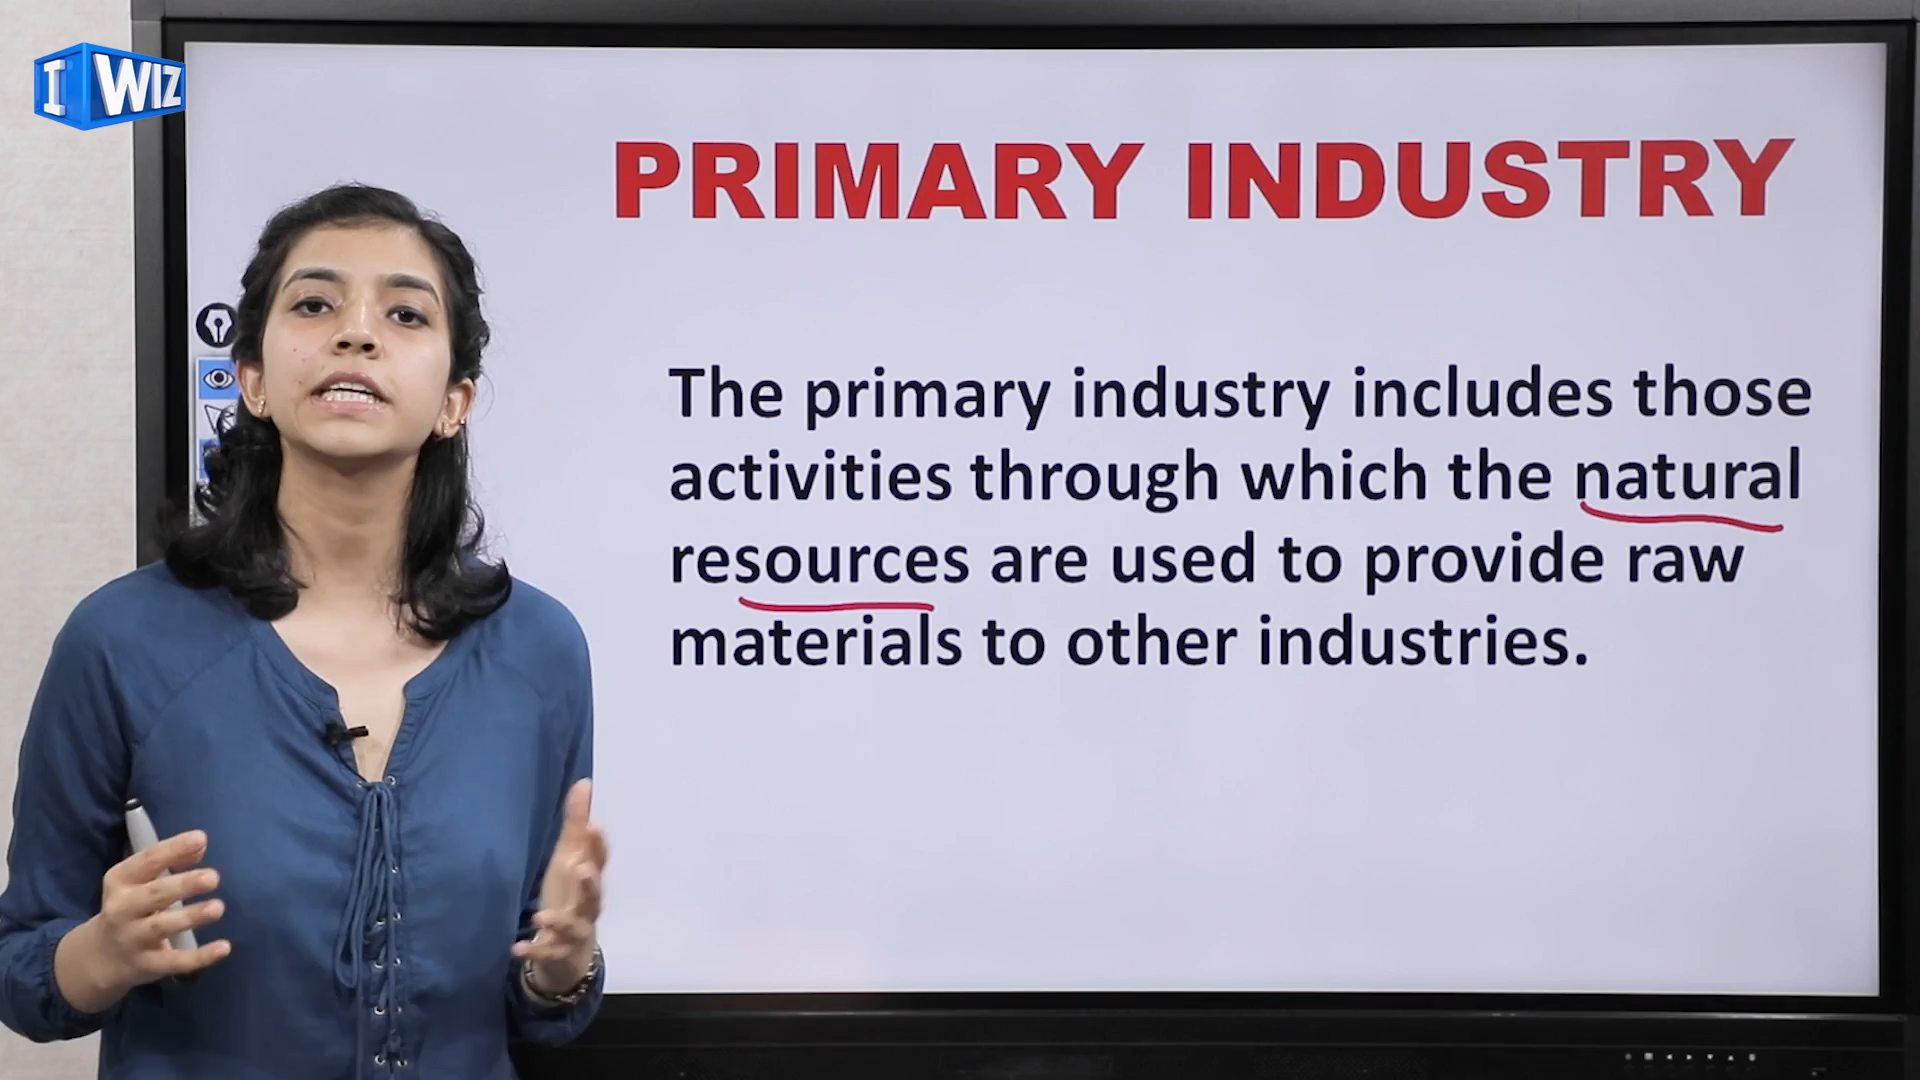 I WIZ
PRIMARY INDUSTRY
The primary industry includes those
activities through which the natural
resources are used to provide raw
materials to other industries.